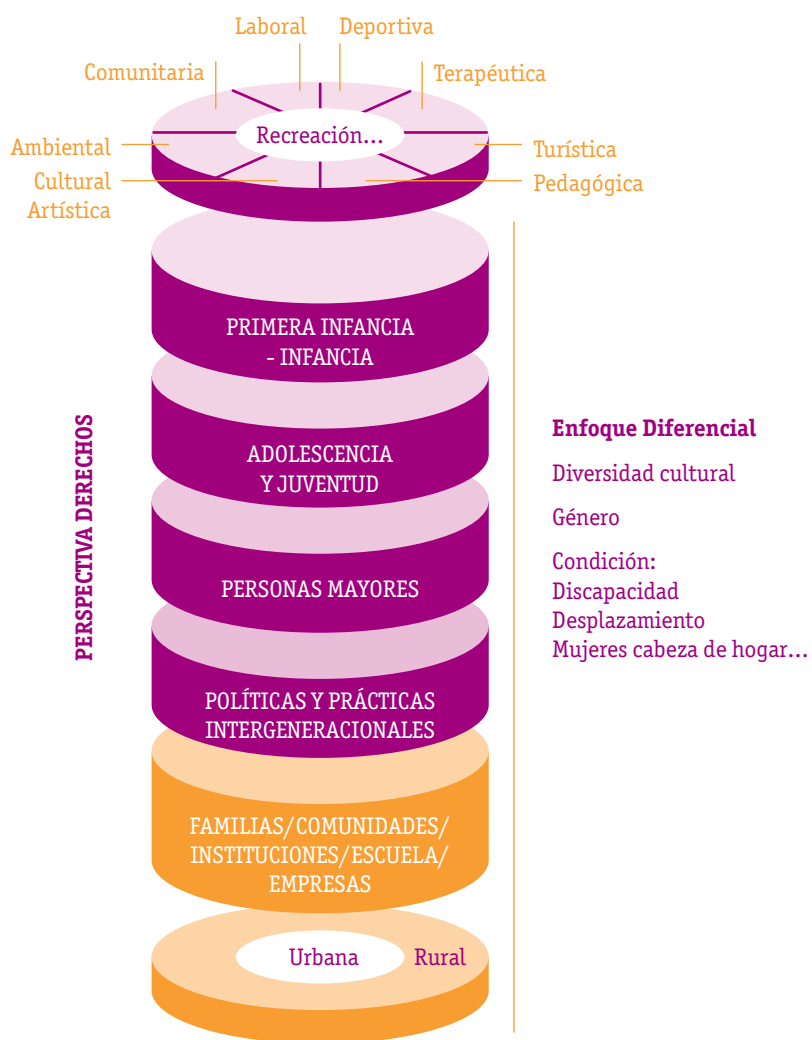 Laboral
Deportiva
Comunitaria
Terapéutica
Recreación...
Ambiental
Turística
Cultural
Artística
Pedagógica
PRIMERA INFANCIA
- INFANCIA
ADOLESCENCIA
Y JUVENTUD
PERSONAS MAYORES
POLÍTICAS Y PRÁCTICAS
INTERGENERACIONALES
FAMILIAS/COMUNIDADES/
INSTITUCIONES/ESCUELA/
EMPRESAS
Urbana
Rural
PERSPECTIVA DERECHOS
Enfoque Diferencial
Diversidad cultural
Género
Condición:
Discapacidad
Desplazamiento
Mujeres cabeza de hogar...